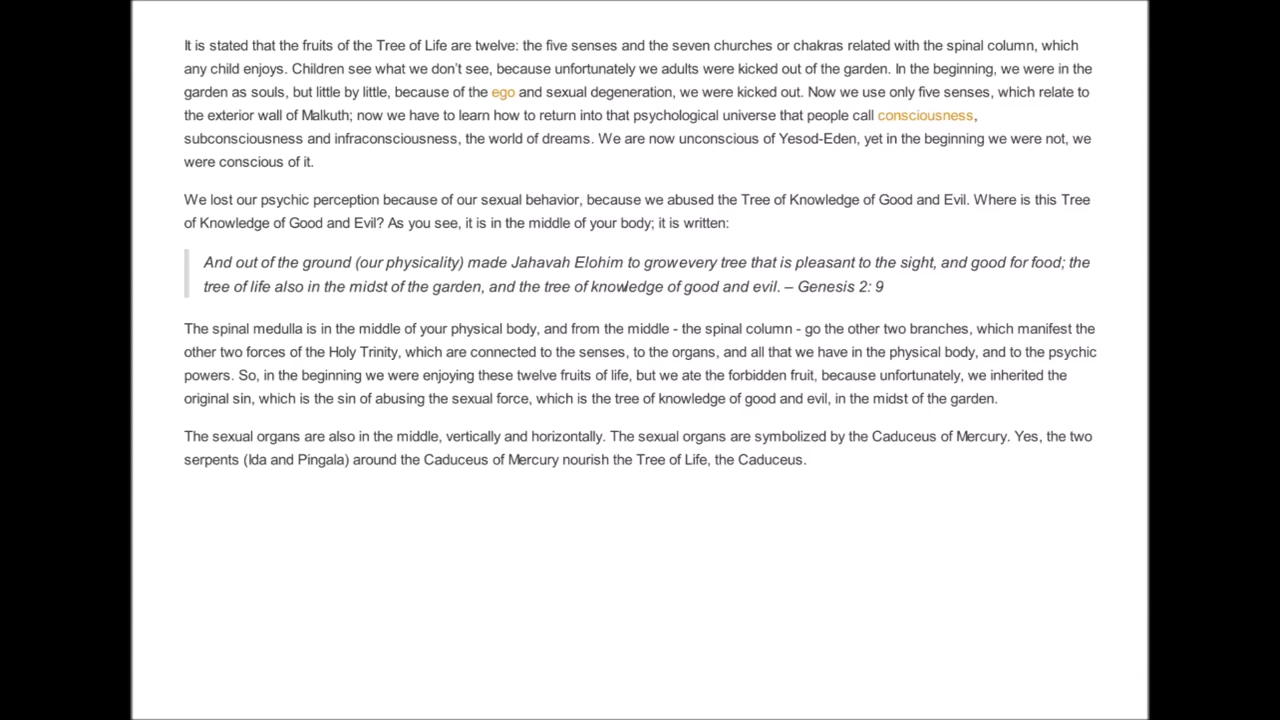 It is stated that the fruits of the Tree of Life are twelve: the five senses and the seven churches or chakras related with the spinal column, which
any child enjoys. Children see what we don't see, because unfortunately we adults were kicked out of the garden. In the beginning, we were in the
garden as souls, but little by little, because of the ego and sexual degeneration, we were kicked out. Now we use only five senses, which relate to
the exterior wall of Malkuth; now we have to learn how to return into that psychological universe that people call consciousness,
subconsciousness and infraconsciousness, the world of dreams. We are now unconscious of Yesod-Eden, yet in the beginning we were not, we
were conscious of it.
We lost our psychic perception because of our sexual behavior, because we abused the Tree of Knowledge of Good and Evil. Where is this Tree
of Knowledge of Good and Evil? As you see, it is in the middle of your body; it is written:
And out of the ground (our physicality) made Jahavah Elohim to grow every tree that is pleasant to the sight, and good for food; the
tree of life also in the midst of the garden, and the tree of knowledge of good and evil. – Genesis 2: 9
The spinal medulla is in the middle of your physical body, and from the middle - the spinal column - go the other two branches, which manifest the
other two forces of the Holy Trinity, which are connected to the senses, to the organs, and all that we have in the physical body, and to the psychic
powers. So, in the beginning we were enjoying these twelve fruits of life, but we ate the forbidden fruit, because unfortunately, we inherited the
original sin, which is the sin of abusing the sexual force, which is the tree of knowledge of good and evil, in the midst of the garden.
The sexual organs are also in the middle, vertically and horizontally. The sexual organs are symbolized by the Caduceus of Mercury. Yes, the two
serpents (Ida and Pingala) around the Caduceus of Mercury nourish the Tree of Life, the Caduceus.